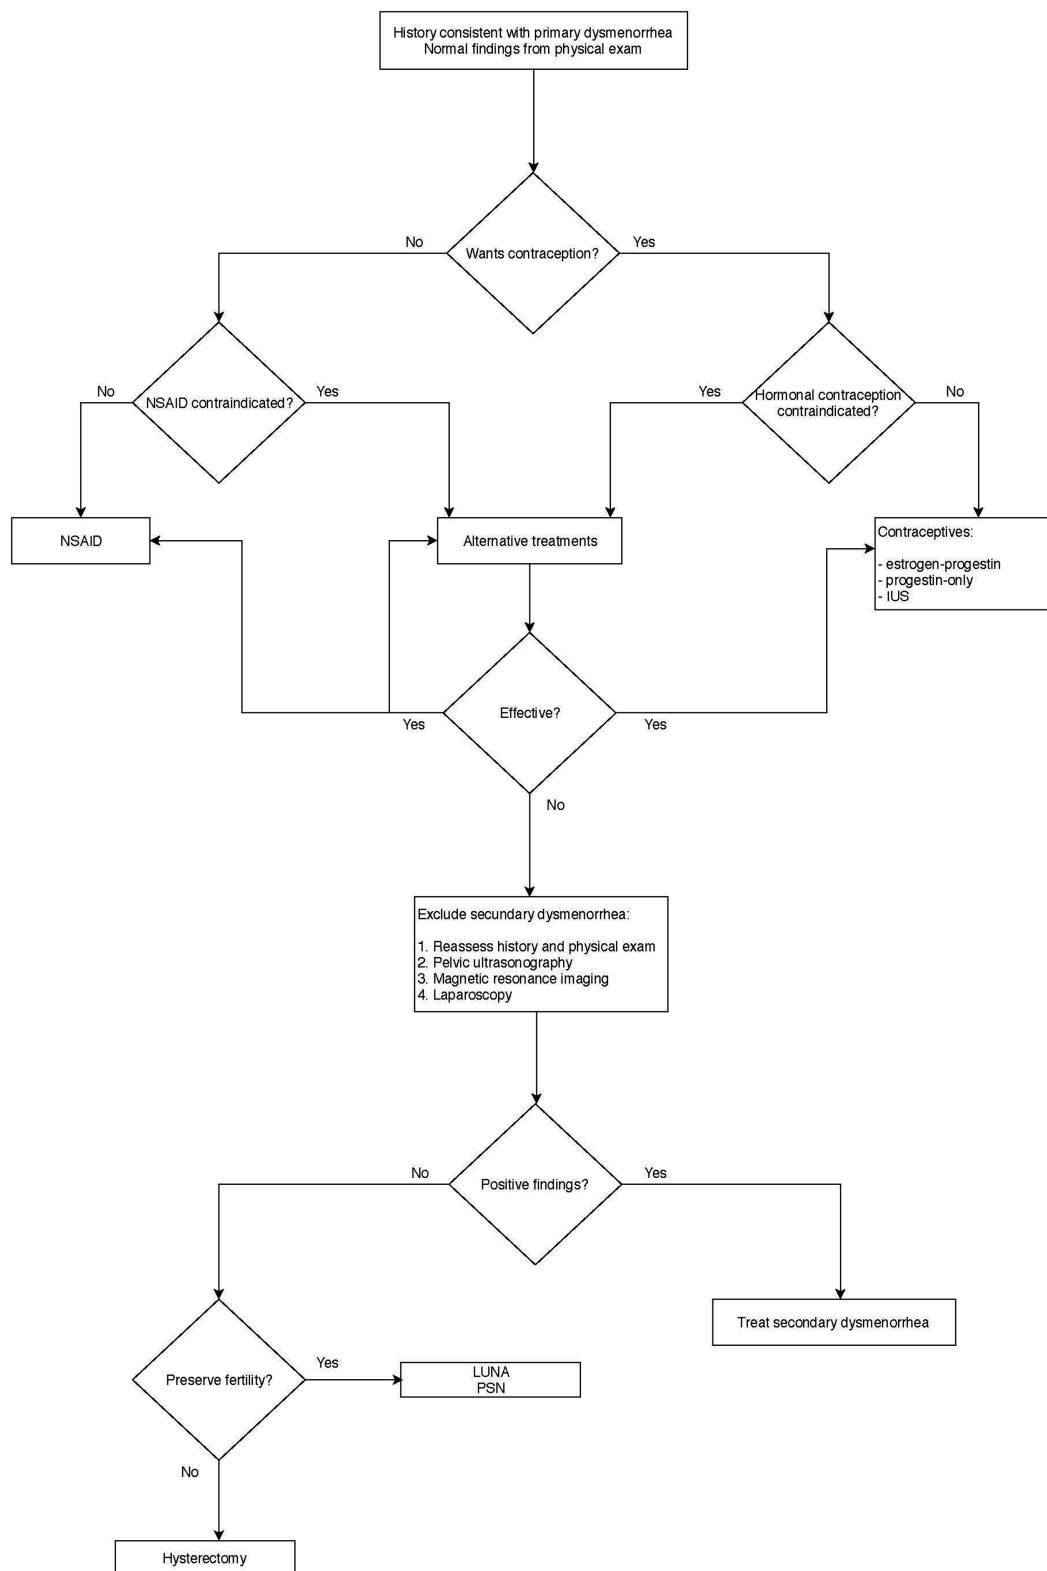 History consistent with primary dysmenorrhea
Normal findings from physical exam
No
Wants contraception?
Yes
No
NSAID contraindicated?
Yes
Yes
Hormonal contraception
contraindicated?
No
NSAID
Alternative treatments
Contraceptives:
- estrogen-progestin
- progestin-only
- IUS
Yes
Effective?
Yes
No
Exclude secundary dysmenorrhea:
1. Reassess history and physical exam
2. Pelvic ultrasonography
3. Magnetic resonance imaging
4. Laparoscopy
No
Positive findings?
Yes
Treat secondary dysmenorrhea
Preserve fertility?
Yes
LUNA
PSN
No
Hysterectomy